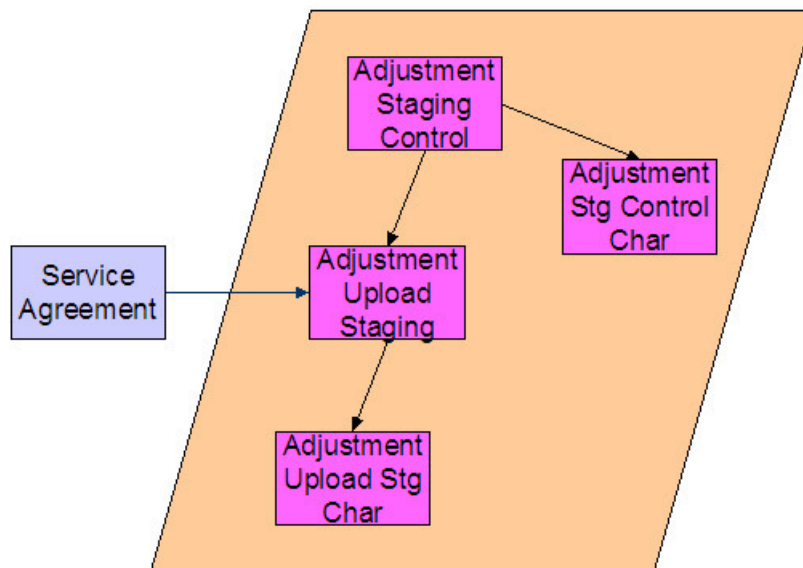 Adjustment
Staging
Control
Adjustment
Stg Control
Char
Service
Agreement
Adjustment
Upload
Staging
Adjustment
Upload Stg
Char